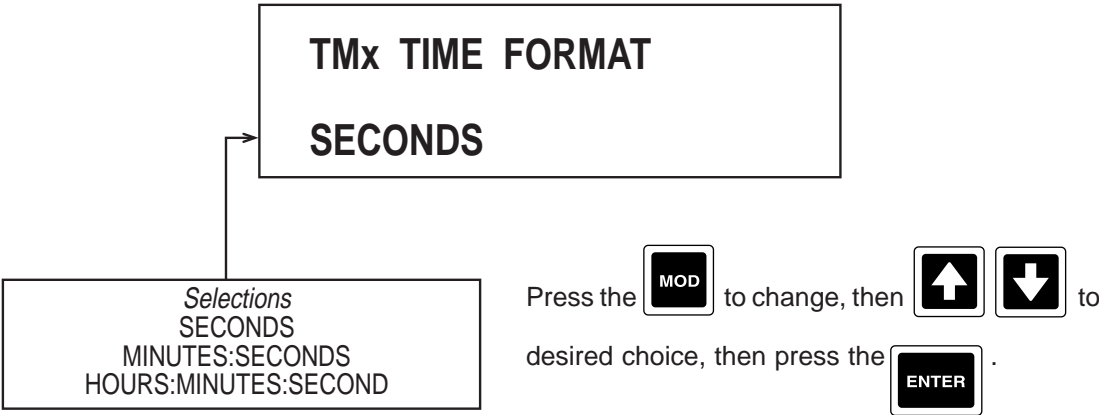 TMx TIME FORMAT
SECONDS
Selections
SECONDS
MINUTES:SECONDS
HOURS:MINUTES:SECOND
Press the MOD to change, then to
desired choice, then press the ENTER .